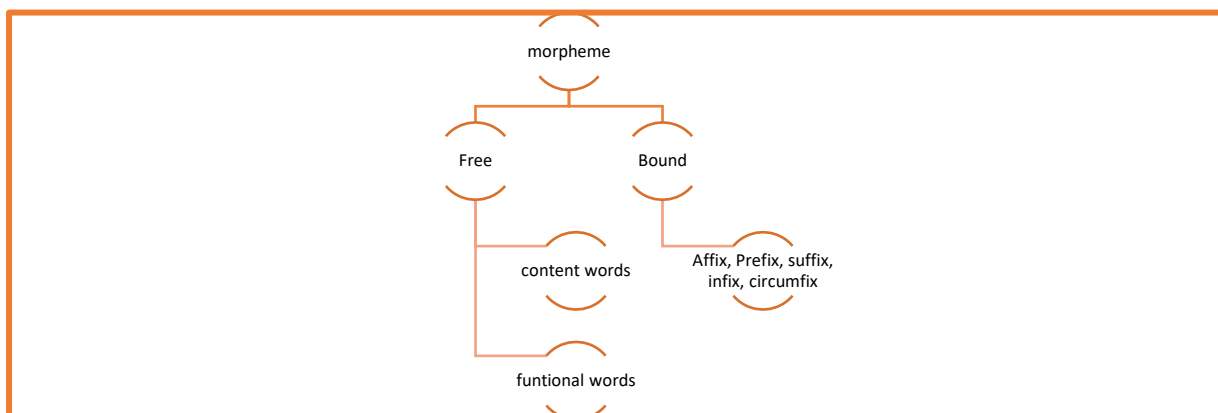 morpheme
Free
Bound
content words
Affix, Prefix, suffix,
infix, circumfix
funtional words